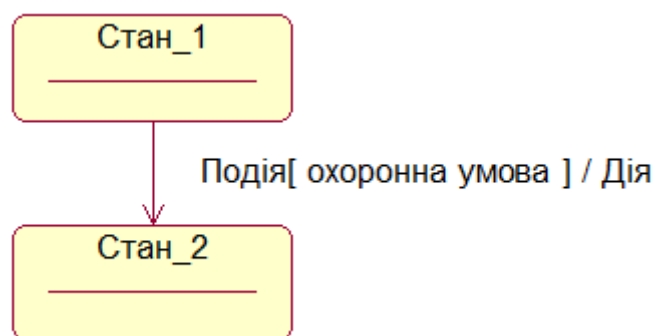 Стан_1
Подія[ охоронна умова ] / Дія
Стан_2